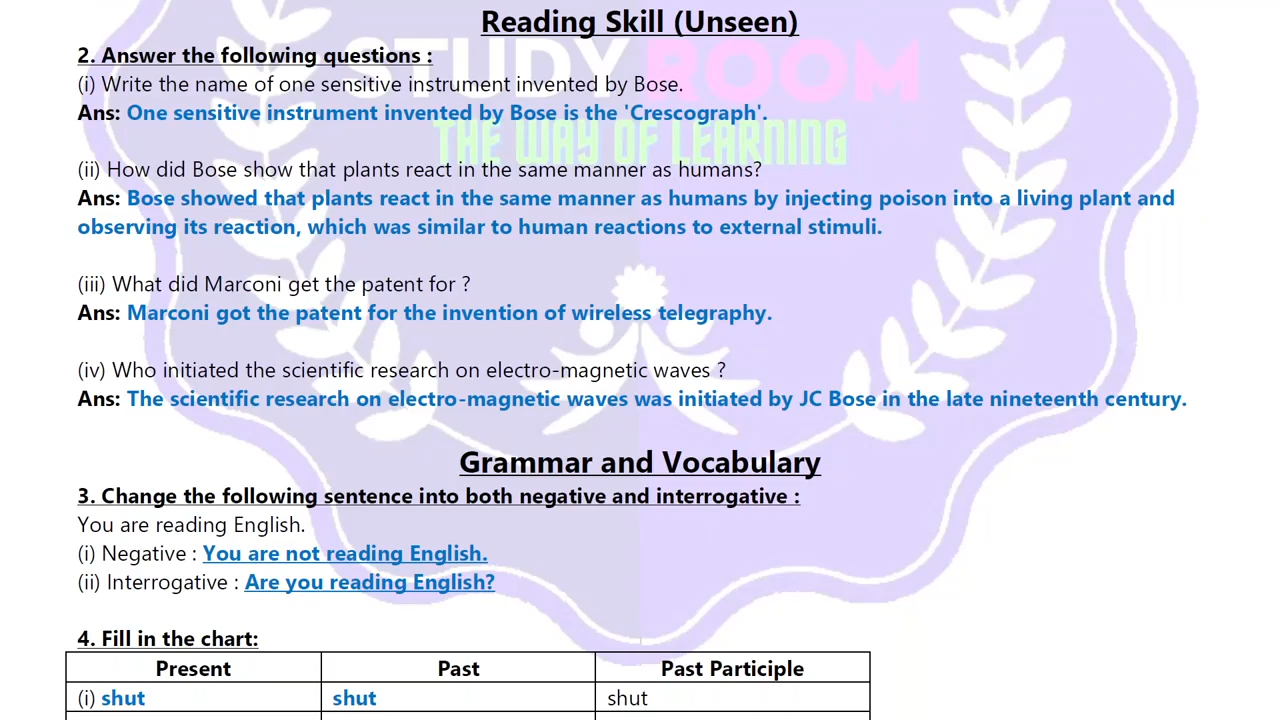 Reading Skill (Unseen)
STUDY ROOM
2. Answer the following questions :
(i) Write the name of one sensitive instrument invented by Bose.
Ans: One sensitive instrument invented by Bose is the 'Crescograph'.
THE WAY OF LEARNING
(ii) How did Bose show that plants react in the same manner as humans?
Ans: Bose showed that plants react in the same manner as humans by injecting poison into a living plant and
observing its reaction, which was similar to human reactions to external stimuli.
(iii) What did Marconi get the patent for ?
Ans: Marconi got the patent for the invention of wireless telegraphy.
(iv) Who initiated the scientific research on electro-magnetic waves ?
Ans: The scientific research on electro-magnetic waves was initiated by JC Bose in the late nineteenth century.
Grammar and Vocabulary
3. Change the following sentence into both negative and interrogative :
You are reading English.
(i) Negative : You are not reading English.
(ii) Interrogative : Are you reading English?
4. Fill in the chart:
Present Past Past Participle
(i) shut shut shut